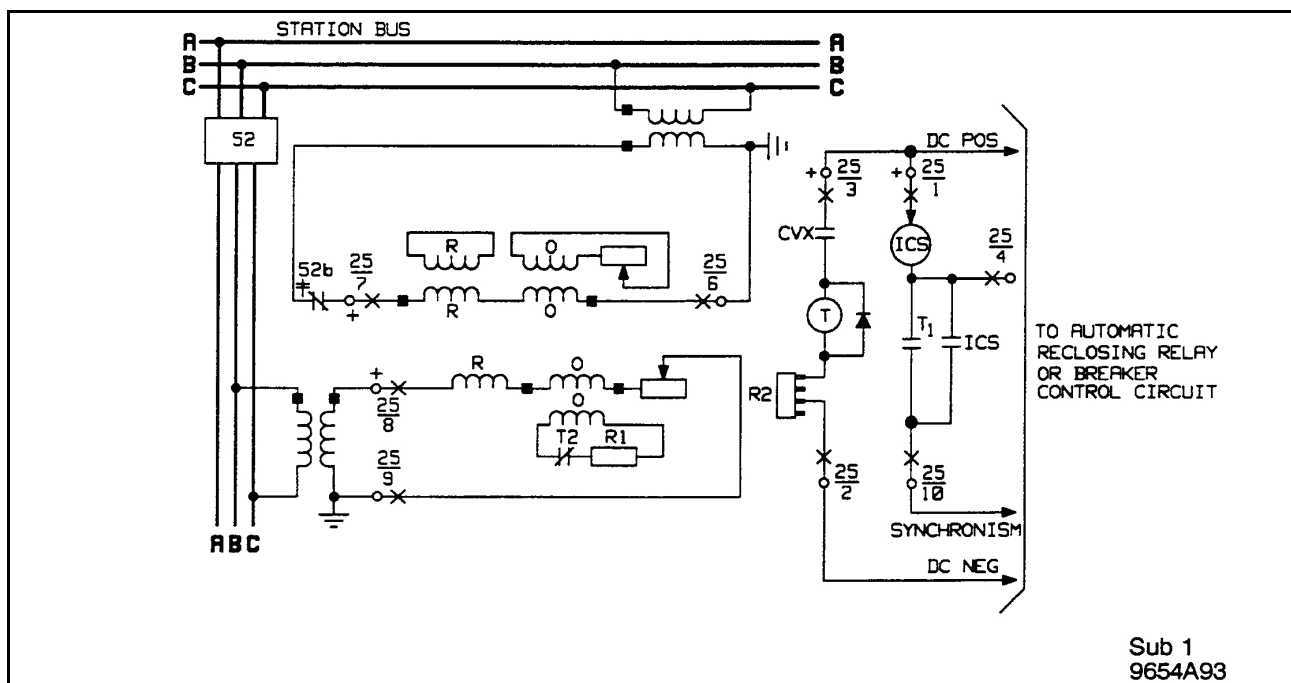 STATION BUS
A A
B B
C C
52
DC POS
+ 25/3
+ 25/1
CVX
ICS
25/4
R O
52b 25/7 25/6
+
R O
T
T1 ICS
TO AUTOMATIC
RECLOSING RELAY
OR BREAKER
CONTROL CIRCUIT
+ R O
25/8 O
T2 R1
R2
25/9
25/2 25/10
SYNCHRONISM
A B C
DC NEG
Sub 1
9654A93